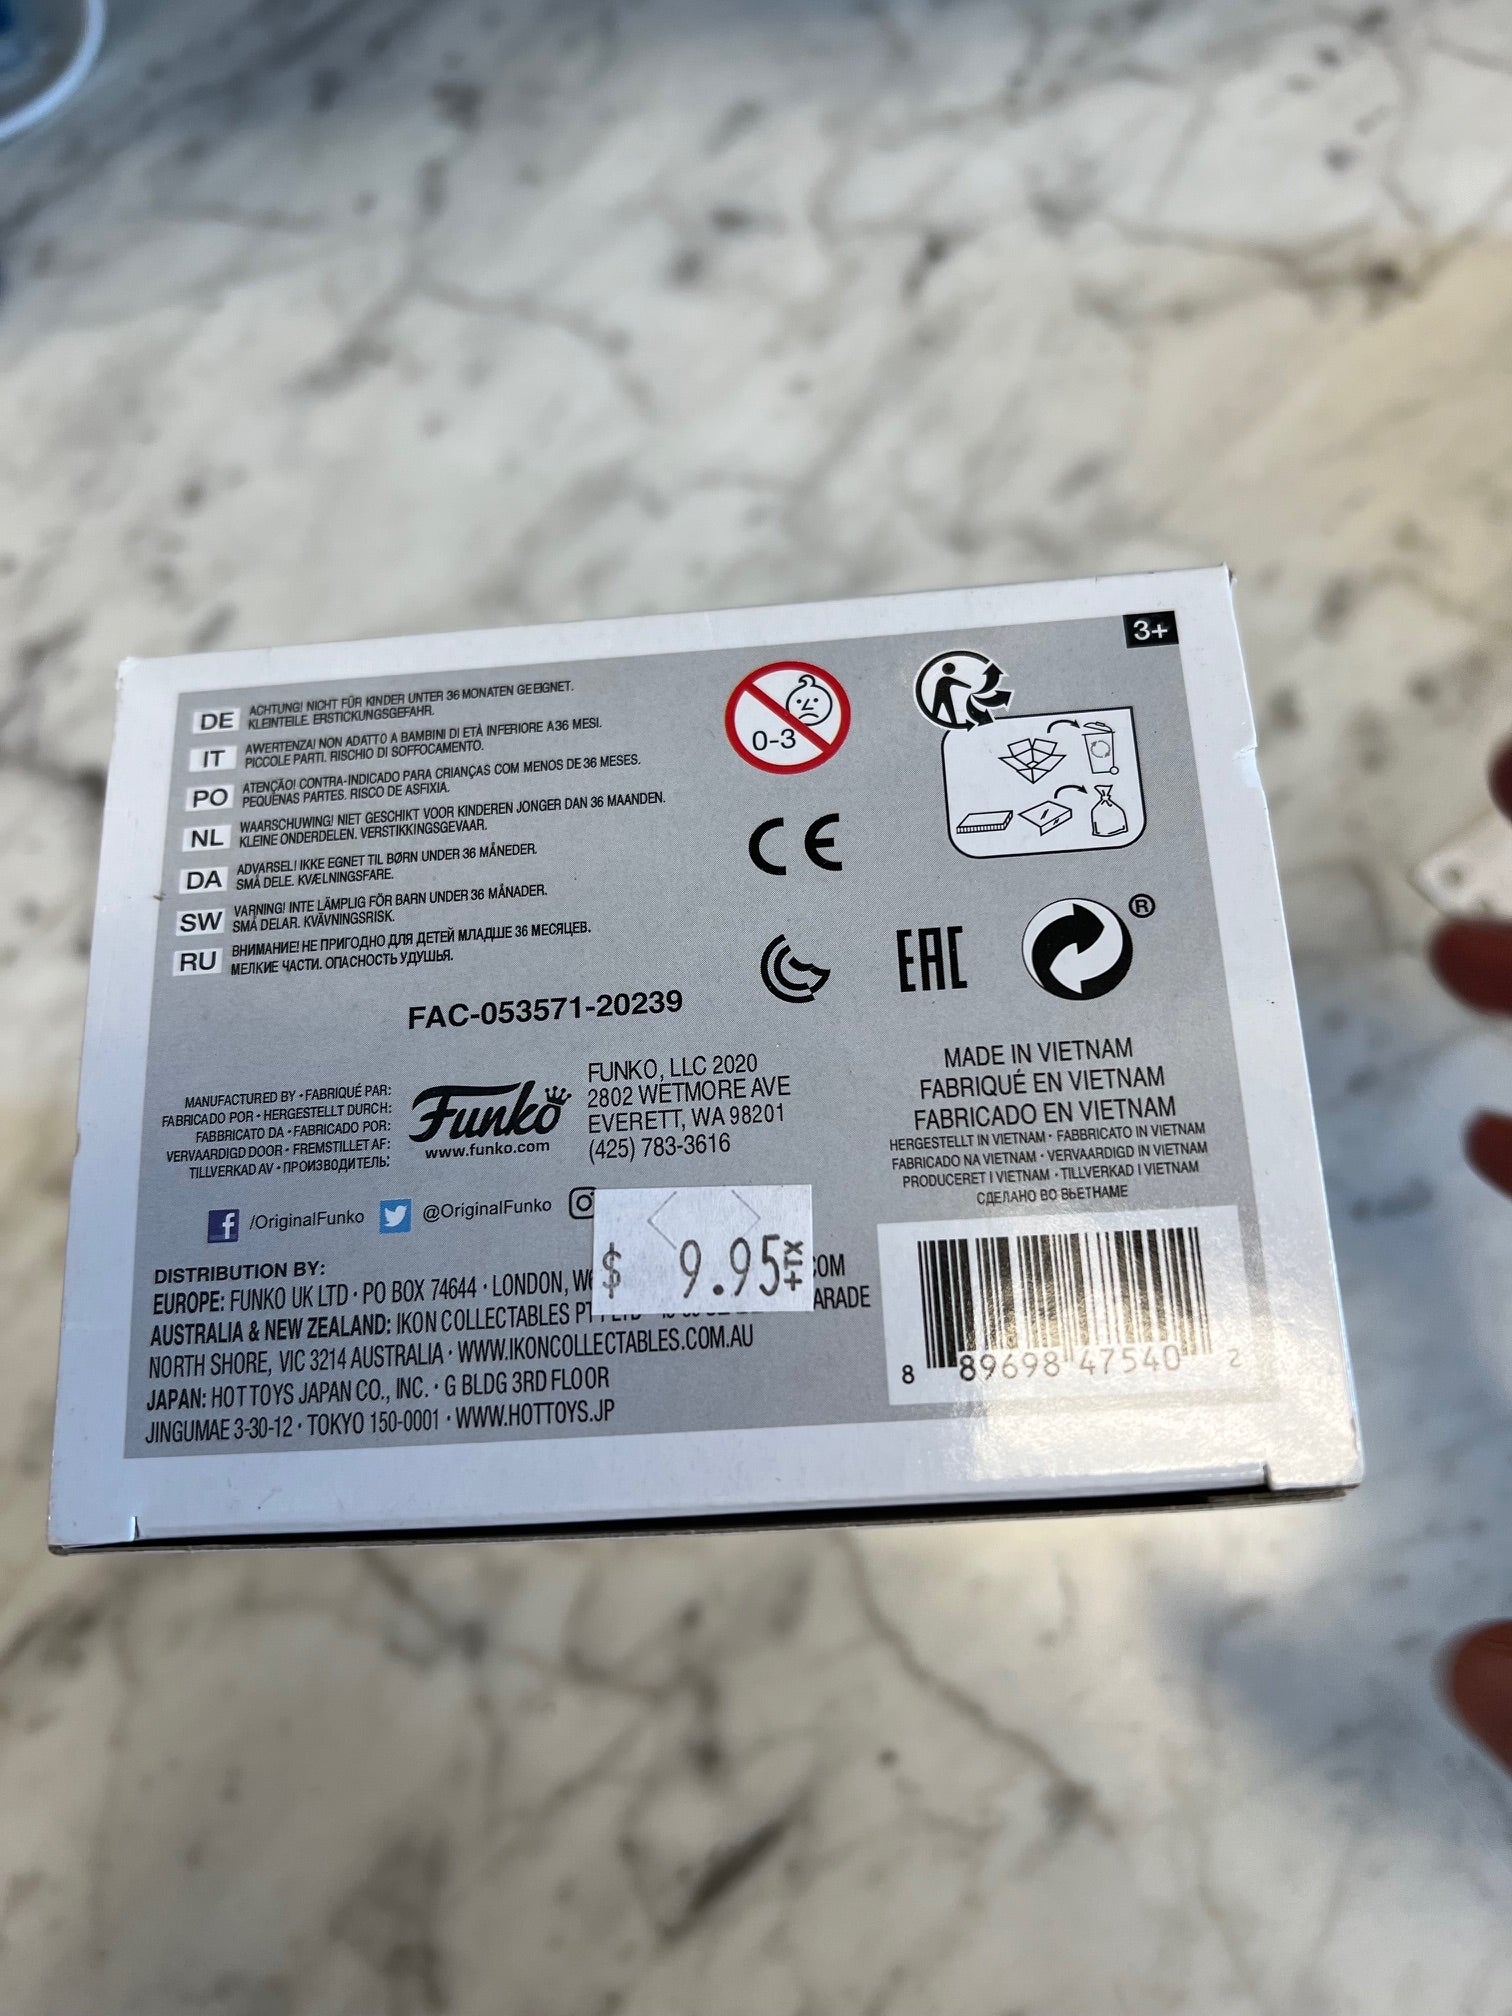 3+
DE ACHTUNG! NICHT FÜR KINDER UNTER 36 MONATEN GEEIGNET.
KLEINTEILE. ERSTICKUNGSGEFAHR.
IT AWERTENZA! NON ADATTO A BAMBINI DI ETÀ INFERIORE A36 MESI.
PICCOLE PARTI. RISCHIO DI SOFFOCAMENTO.
PO ATENÇÃO! CONTRA-INDICADO PARA CRIANÇAS COM MENOS DE 36 MESES.
PEQUENAS PARTES. RISCO DE ASFIXIA.
NL WAARSCHUWING! NIET GESCHIKT VOOR KINDEREN JONGER DAN 36 MAANDEN.
KLEINE ONDERDELEN. VERSTIKKINGSGEVAAR.
DA ADVARSEL! IKKE EGNET TIL BØRN UNDER 36 MÅNEDER.
SMÅ DELE. KVÆLNINGSFARE.
SW VARNING! INTE LÄMPLIG FÖR BARN UNDER 36 MÅNADER.
SMÅ DELAR. KVÄVNINGSRISK.
RU ВНИМАНИЕ! НЕ ПРИГОДНО ДЛЯ ДЕТЕЙ МЛАДШЕ 36 МЕСЯЦЕВ.
МЕЛКИЕ ЧАСТИ. ОПАСНОСТЬ УДУШЬЯ.
0-3
CE
EAC
®
FAC-053571-20239
MANUFACTURED BY • FABRIQUÉ PAR:
FABRICADO POR • HERGESTELLT DURCH:
FABBRICATO DA • FABRICADO POR:
VERVAARDIGD DOOR • FREMSTILLET AF:
TILLVERKAD AV • ПРОИЗВОДИТЕЛЬ:
Funko
www.funko.com
FUNKO, LLC 2020
2802 WETMORE AVE
EVERETT, WA 98201
(425) 783-3616
MADE IN VIETNAM
FABRIQUÉ EN VIETNAM
FABRICADO EN VIETNAM
HERGESTELLT IN VIETNAM • FABBRICATO IN VIETNAM
FABRICADO NA VIETNAM • VERVAARDIGD IN VIETNAM
PRODUCERET I VIETNAM • TILLVERKAD I VIETNAM
СДЕЛАНО ВО ВЬЕТНАМЕ
/OriginalFunko @OriginalFunko
$ 9.95 +TX
DISTRIBUTION BY:
EUROPE: FUNKO UK LTD • PO BOX 74644 • LONDON, OM
AUSTRALIA & NEW ZEALAND: IKON COLLECTABLES ARADE
NORTH SHORE, VIC 3214 AUSTRALIA • WWW.IKONCOLLECTABLES.COM.AU
JAPAN: HOT TOYS JAPAN CO., INC. • G BLDG 3RD FLOOR
JINGUMAE 3-30-12 • TOKYO 150-0001 • WWW.HOTTOYS.JP
8 89698 47540 2